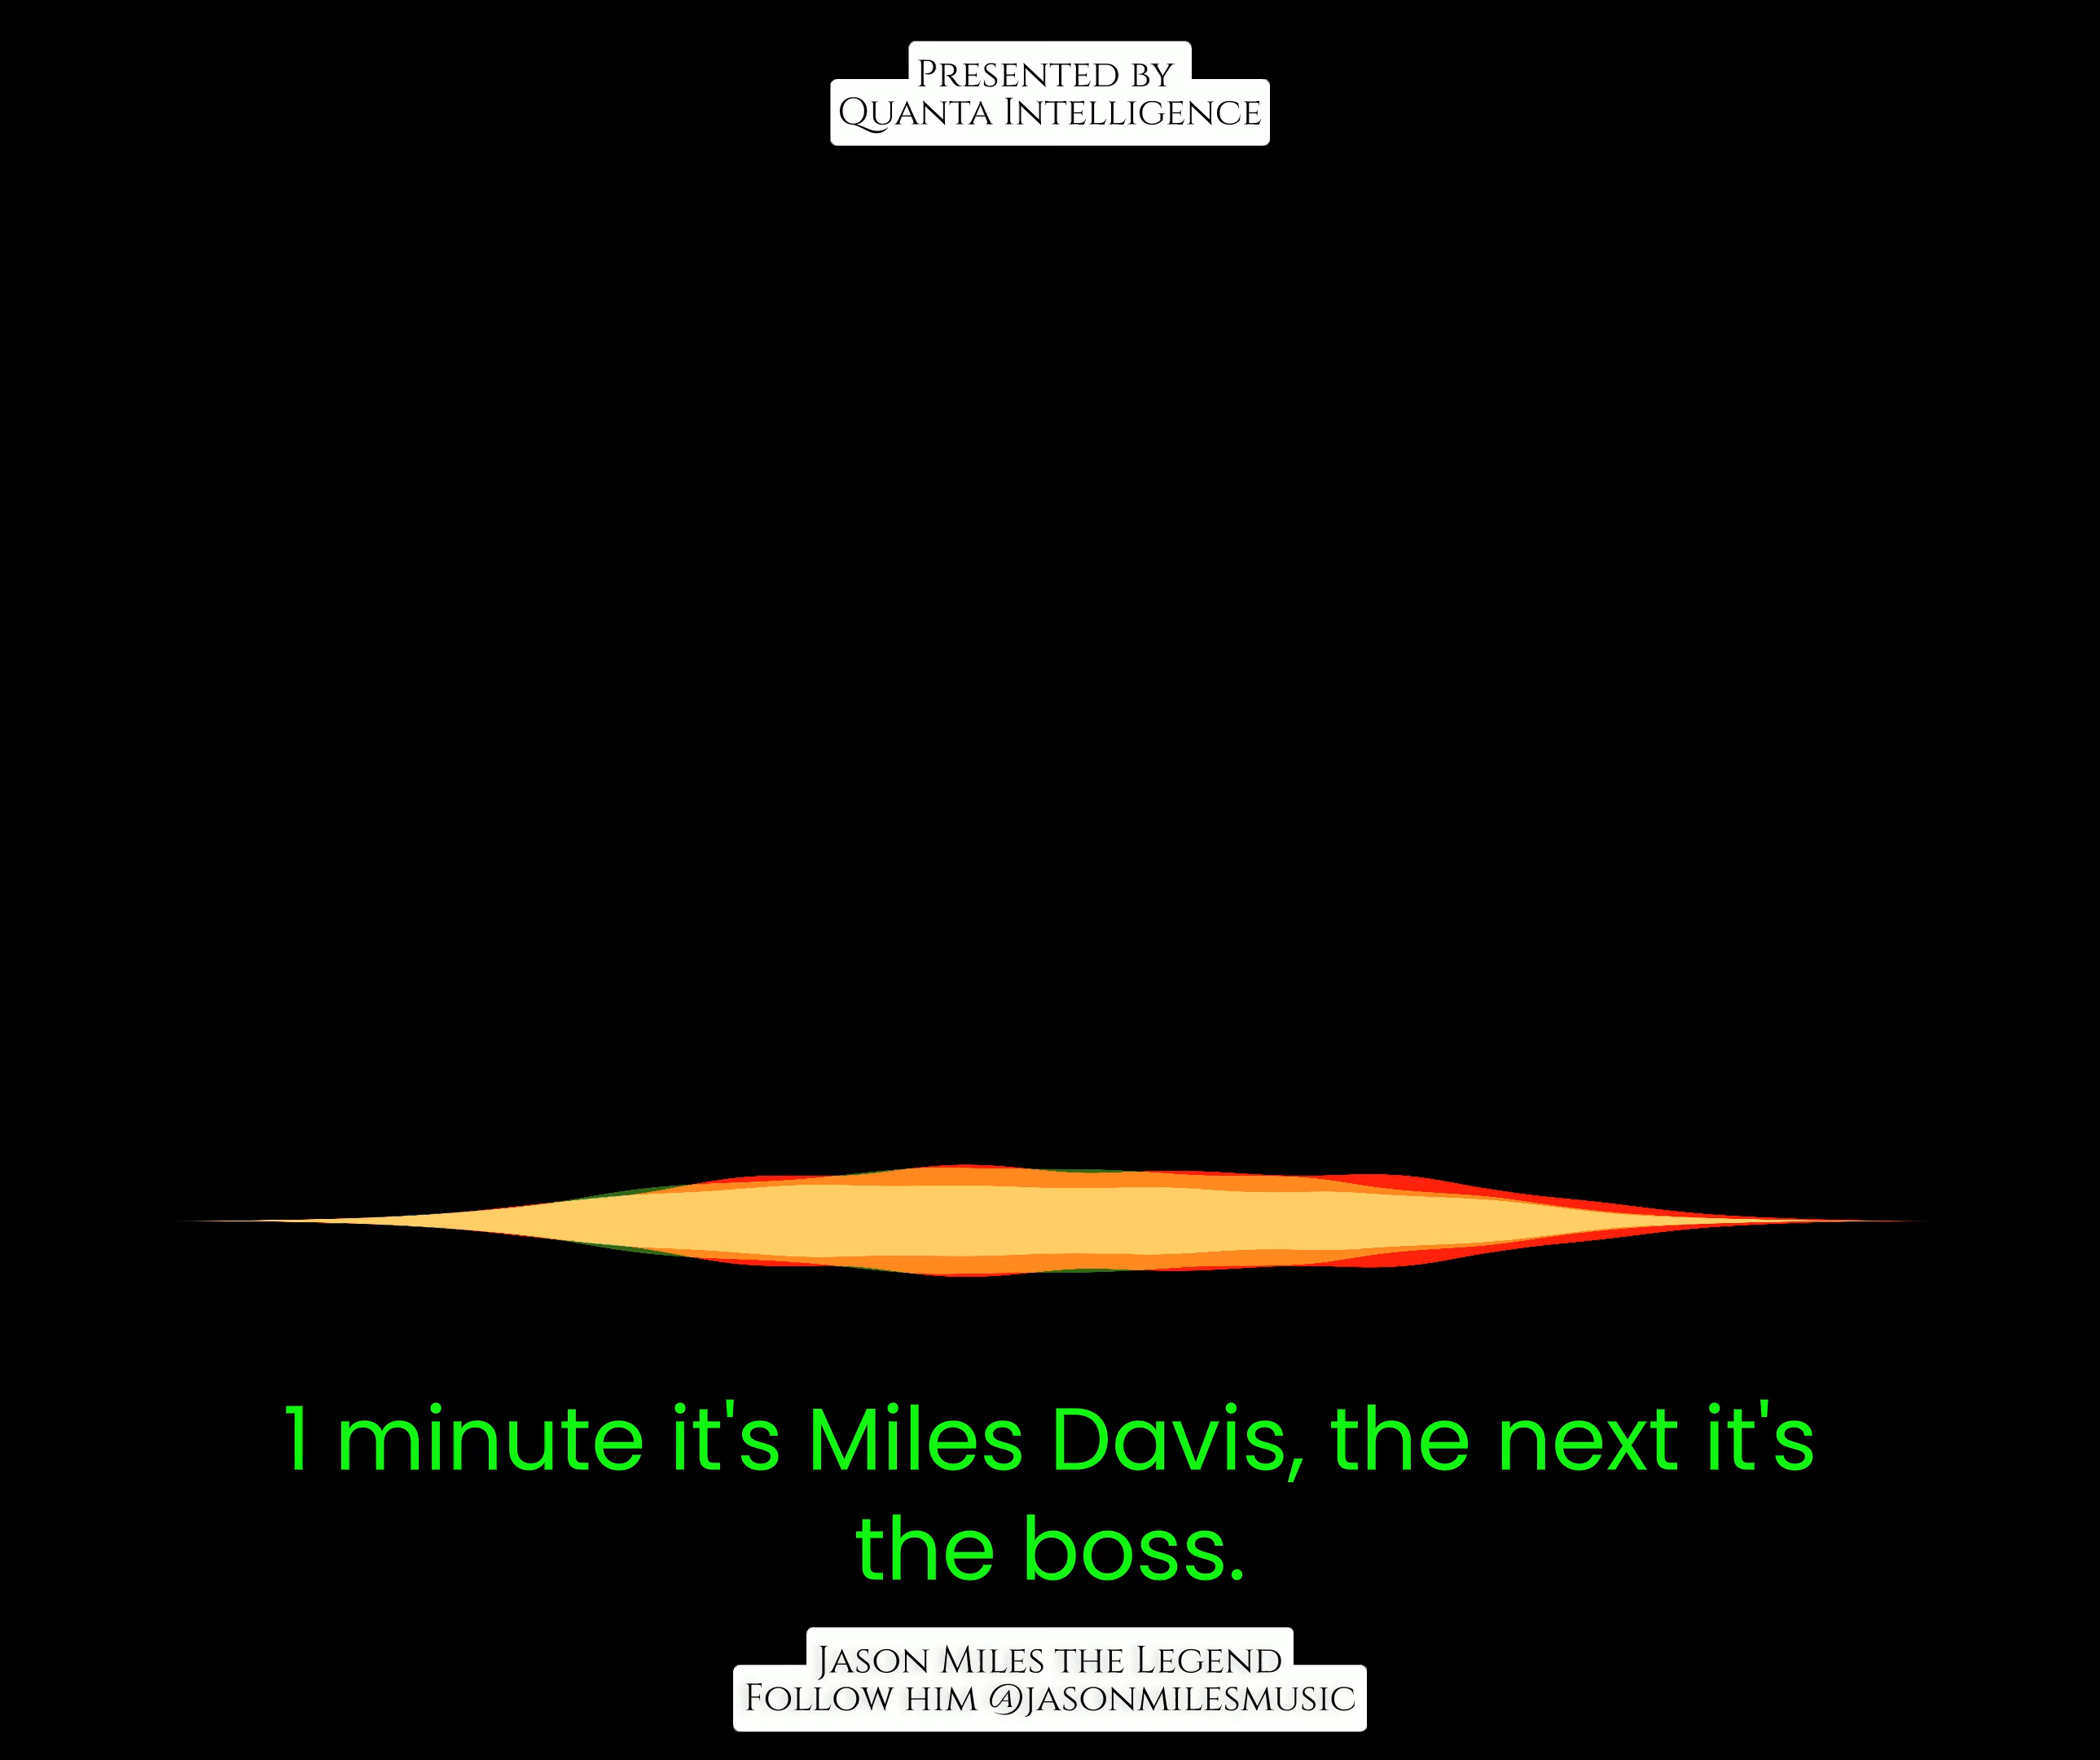 Presented by
Quanta Intelligence
1 minute it's Miles Davis, the next it's
the boss.
Jason Miles the Legend
Follow him @jasonmilesmusic